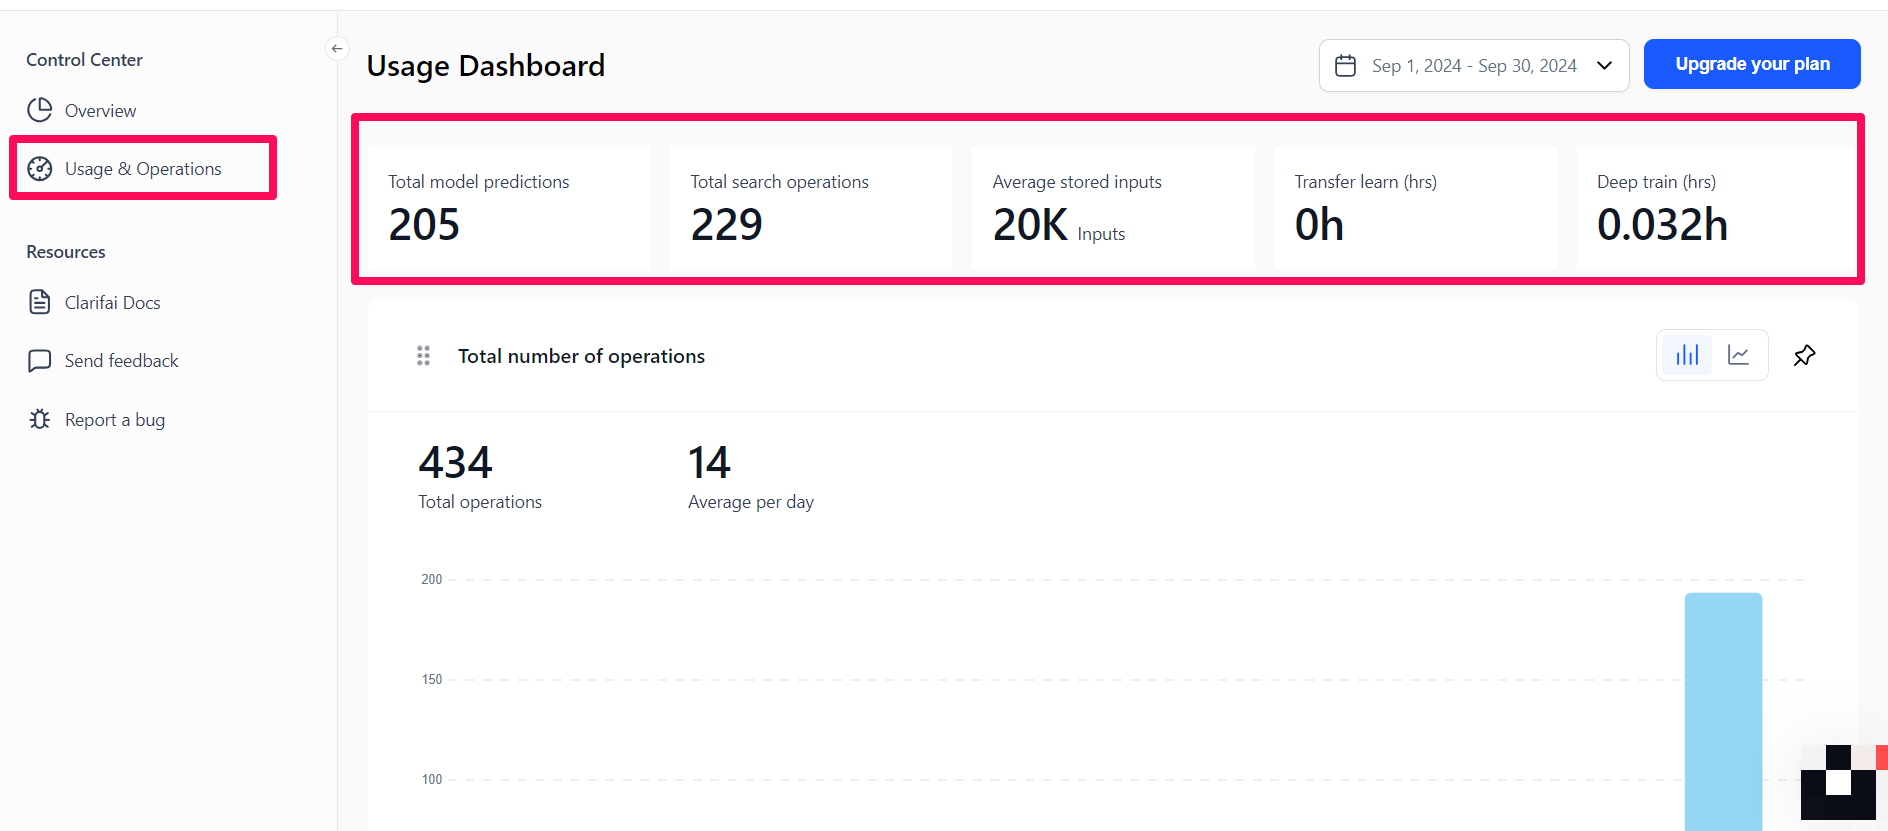 Control Center
Overview
Usage & Operations
Resources
Clarifai Docs
Send feedback
Report a bug
Usage Dashboard
Sep 1, 2024 - Sep 30, 2024
Upgrade your plan
Total model predictions
205
Total search operations
229
Average stored inputs
20K Inputs
Transfer learn (hrs)
0h
Deep train (hrs)
0.032h
Total number of operations
434
Total operations
14
Average per day
200
150
100